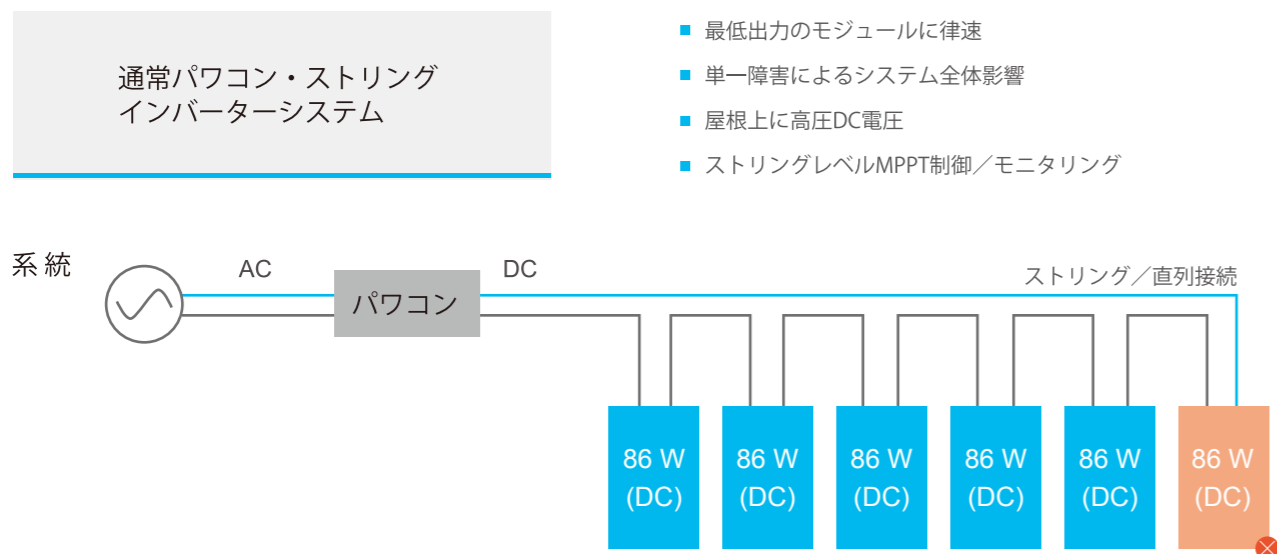 通常パワコン・ストリング
インバーターシステム
最低出力のモジュールに律速
単一障害によるシステム全体影響
屋根上に高圧DC電圧
ストリングレベルMPPT制御／モニタリング
系統
AC
DC
ストリング／直列接続
パワコン
86 W
(DC)
86 W
(DC)
86 W
(DC)
86 W
(DC)
86 W
(DC)
86 W
(DC)